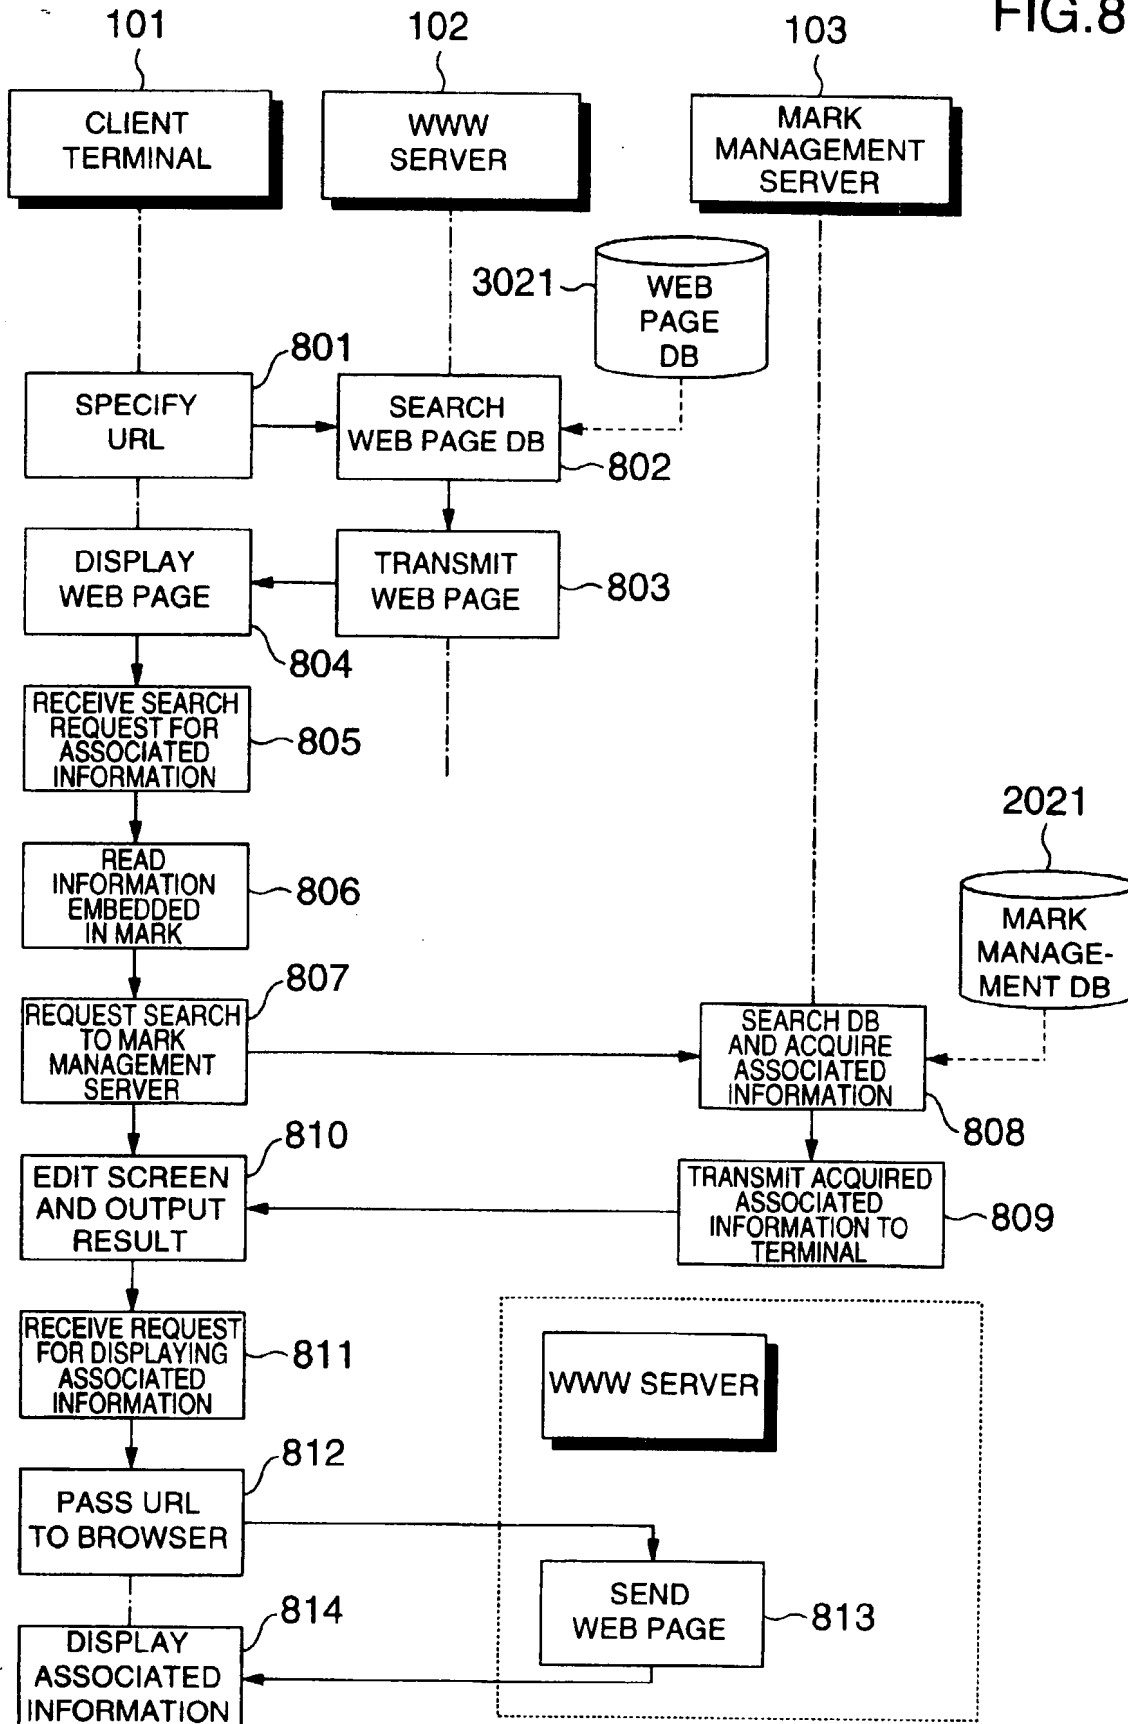 FIG.8
101
102
103
CLIENT
TERMINAL
WWW
SERVER
MARK
MANAGEMENT
SERVER
3021
WEB
PAGE
DB
801
SPECIFY
URL
SEARCH
WEB PAGE DB
802
DISPLAY
WEB PAGE
804
TRANSMIT
WEB PAGE
803
RECEIVE SEARCH
REQUEST FOR
ASSOCIATED
INFORMATION
805
READ
INFORMATION
EMBEDDED
IN MARK
806
2021
MARK
MANAGE-
MENT DB
807
REQUEST SEARCH
TO MARK
MANAGEMENT
SERVER
SEARCH DB
AND ACQUIRE
ASSOCIATED
INFORMATION
808
810
EDIT SCREEN
AND OUTPUT
RESULT
TRANSMIT ACQUIRED
ASSOCIATED
INFORMATION TO
TERMINAL
809
RECEIVE REQUEST
FOR DISPLAYING
ASSOCIATED
INFORMATION
811
WWW SERVER
812
PASS URL
TO BROWSER
SEND
WEB PAGE
813
814
DISPLAY
ASSOCIATED
INFORMATION